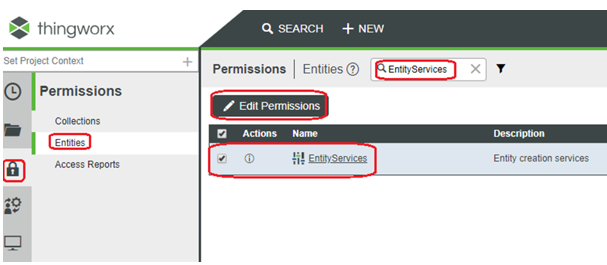 thingworx
SEARCH
NEW
Set Project Context
Permissions
Collections
Entities
Access Reports
Permissions | Entities
EntityServices
Edit Permissions
Actions Name Description
EntityServices Entity creation services